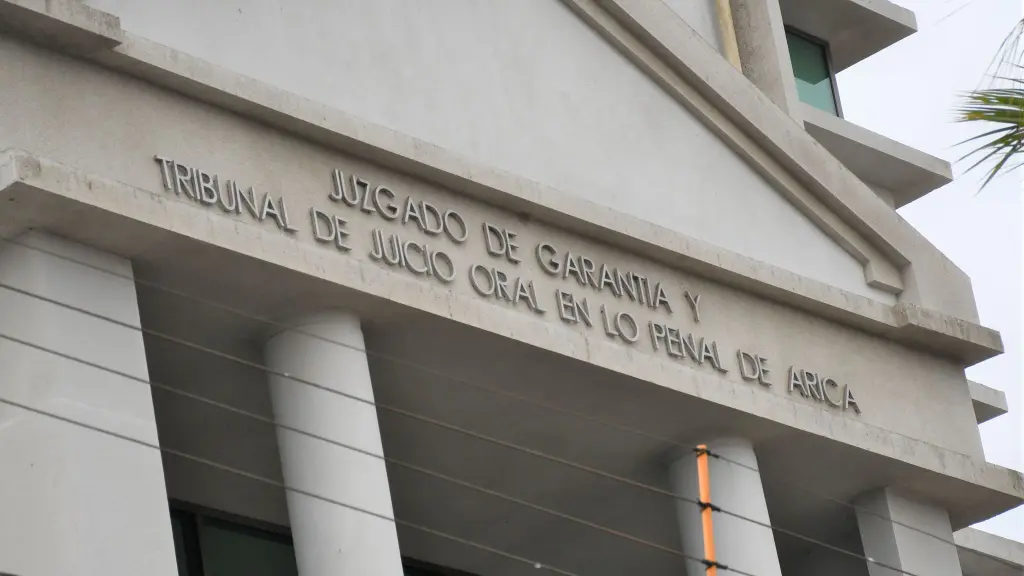 JUZGADO DE GARANTIA Y
TRIBUNAL DE JUICIO ORAL EN LO PENAL DE ARICA